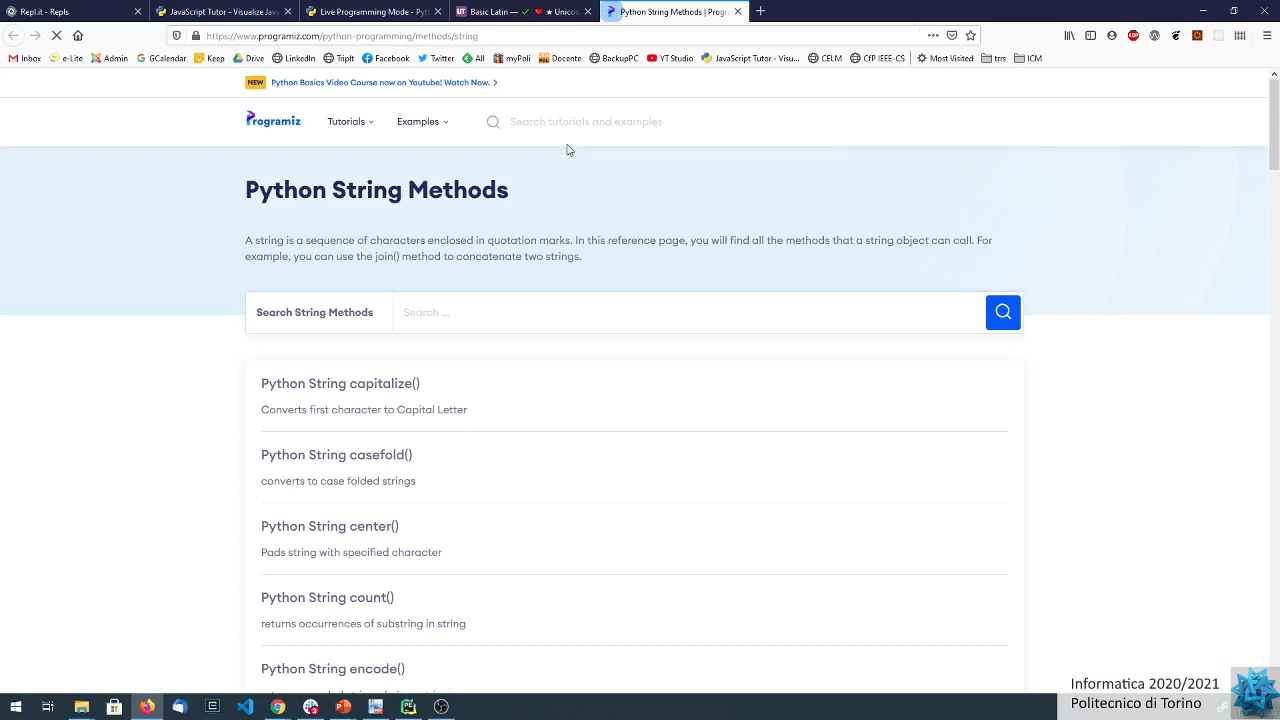 Repl.it - Repls
JavaScript Tutor - Visualize Java
Live Programming Mode - Pyth
Basic Latin — ✓ ♥ ★ Unicod
Python String Methods | Progr
https://www.programiz.com/python-programming/methods/string
Inbox
e-Lite
Admin
GCalendar
Keep
Drive
LinkedIn
TripIt
Facebook
Twitter
All
myPoli
Docente
BackupPC
YT Studio
JavaScript Tutor - Visu...
CELM
CfP IEEE-CS
Most Visited
trrs
ICM
NEW Python Basics Video Course now on Youtube! Watch Now.
Programiz
Tutorials
Examples
Search tutorials and examples
Python String Methods
A string is a sequence of characters enclosed in quotation marks. In this reference page, you will find all the methods that a string object can call. For
example, you can use the join() method to concatenate two strings.
Search String Methods
Search ...
Python String capitalize()
Converts first character to Capital Letter
Python String casefold()
converts to case folded strings
Python String center()
Pads string with specified character
Python String count()
returns occurrences of substring in string
Python String encode()
Informatica 2020/2021
Politecnico di Torino